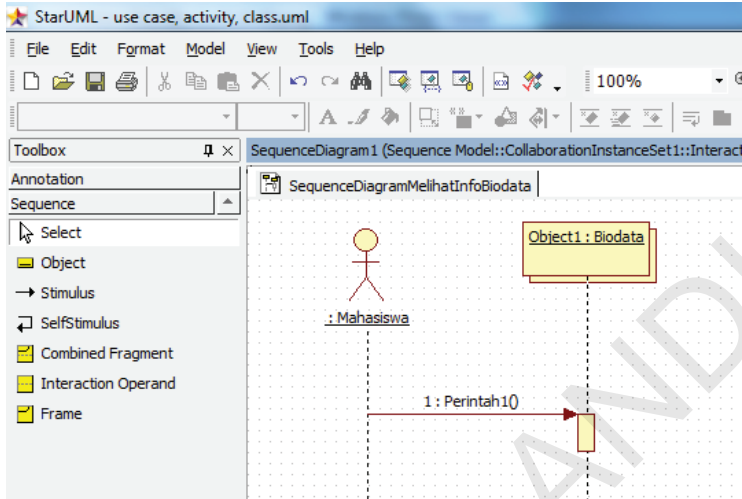 StarUML - use case, activity, class.uml
File Edit Format Model View Tools Help
100%
Toolbox
SequenceDiagram1 (Sequence Model::CollaborationInstanceSet1::Interact
Annotation
SequenceDiagramMelihatInfoBiodata
Sequence
Select
Object
Stimulus
SelfStimulus
Combined Fragment
Interaction Operand
Frame
Object1 : Biodata
: Mahasiswa
1 : Perintah1()